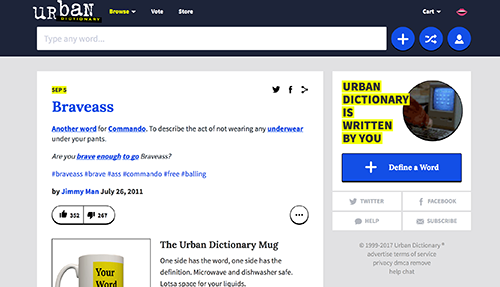 URBAN
DICTIONARY
Browse Vote Store Cart
Type any word...
SEP 5
Braveass
Another word for Commando. To describe the act of not wearing any underwear
under your pants.
Are you brave enough to go Braveass?
#braveass #brave #ass #commando #free #balling
by Jimmy Man July 26, 2011
352 267
The Urban Dictionary Mug
One side has the word, one side has the
definition. Microwave and dishwasher safe.
Lotsa space for your liquids.
Your
Word
URBAN
DICTIONARY
IS
WRITTEN
BY YOU
Define a Word
TWITTER FACEBOOK
HELP SUBSCRIBE
© 1999-2017 Urban Dictionary ®
advertise terms of service
privacy dmca remove
help chat